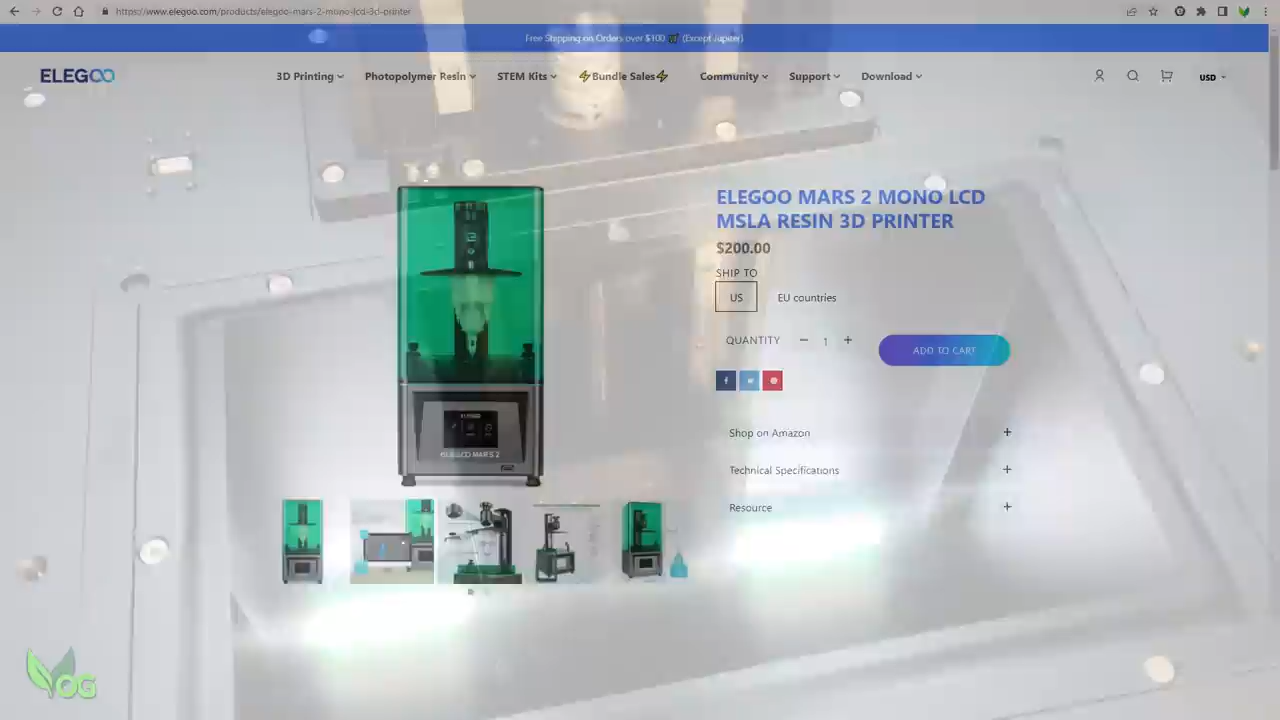 https://www.elegoo.com/products/elegoo-mars-2-mono-lcd-3d-printer
Free Shipping on Orders over $100 (Except Jupiter)
ELEGOO
3D Printing
Photopolymer Resin
STEM Kits
⚡Bundle Sales⚡
Community
Support
Download
USD
ELEGOO MARS 2 MONO LCD
MSLA RESIN 3D PRINTER
$200.00
SHIP TO
US
EU countries
QUANTITY
1
ADD TO CART
Shop on Amazon
Technical Specifications
Resource
ELEGOO MARS 2
OG